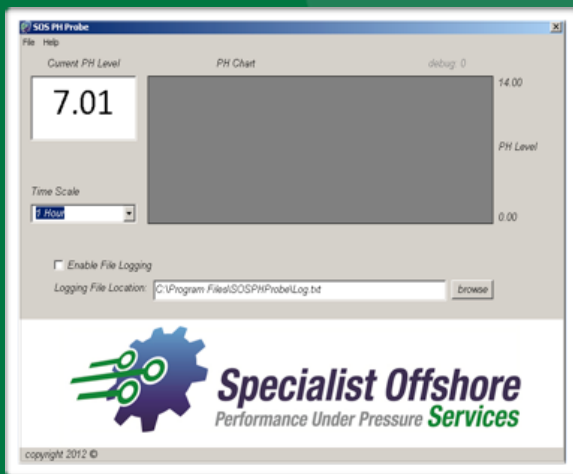 SOS PH Probe
File Help
Current PH Level
PH Chart
debug: 0
7.01
14.00
PH Level
0.00
Time Scale
1 Hour
Enable File Logging
Logging File Location: C:\Program Files\SOSPHProbe\Log.txt browse
Specialist Offshore
Performance Under Pressure Services
copyright 2012 ©